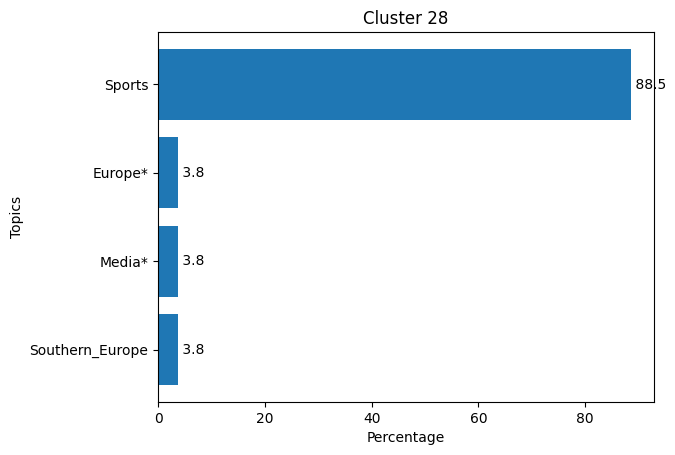 Cluster 28
Topics
Sports
88.5
Europe*
3.8
Media*
3.8
Southern_Europe
3.8
0
20
40
60
80
Percentage